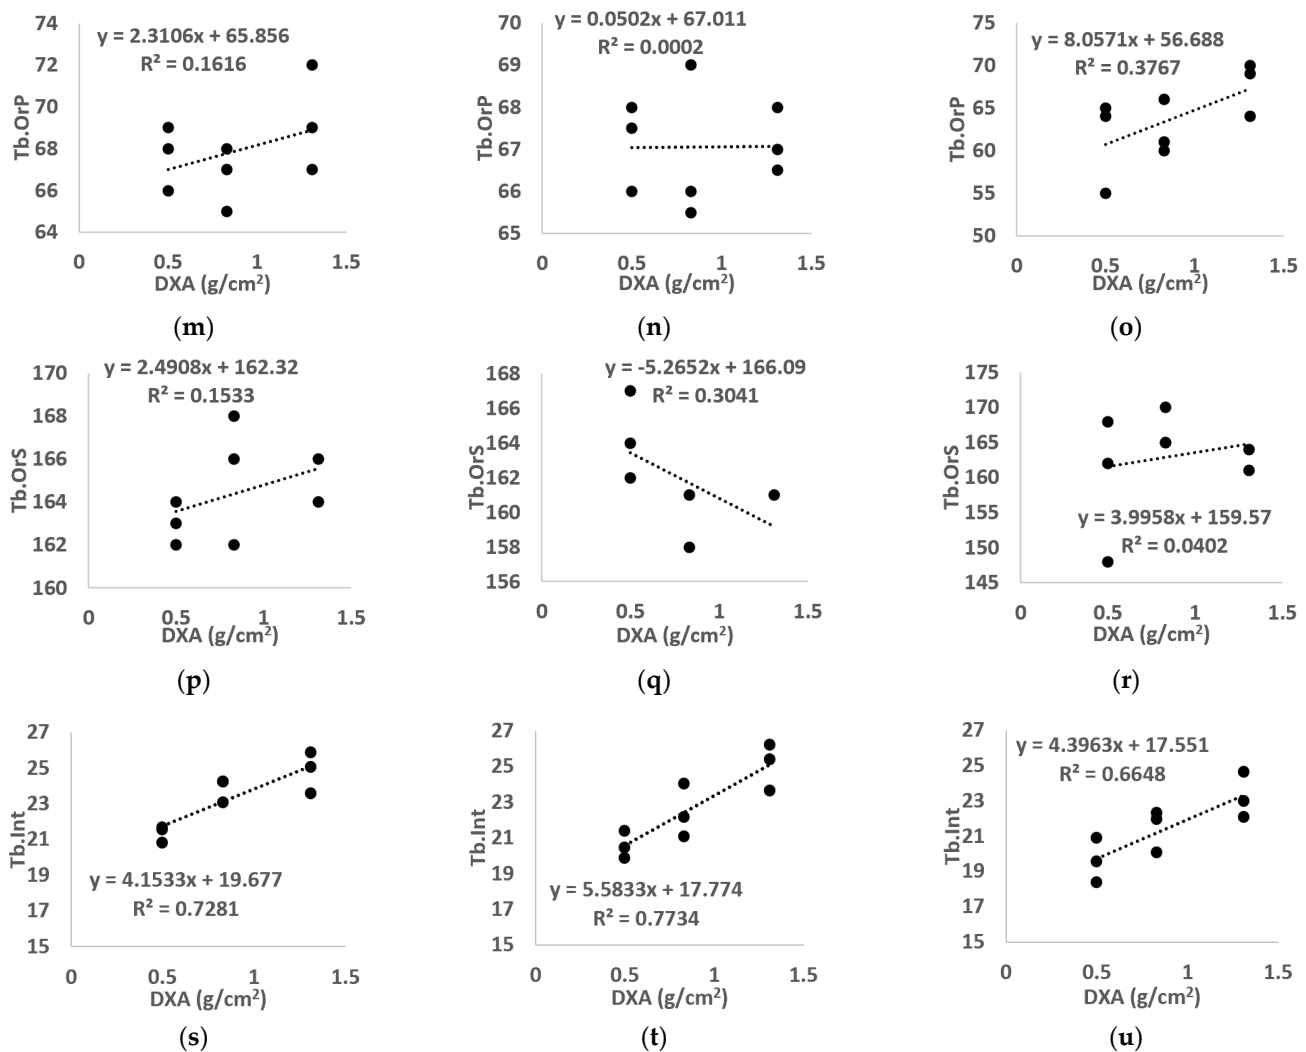 y = 2.3106x + 65.856
R² = 0.1616
74
72
70
68
66
64
Tb.OrP
0 0.5 1 1.5
DXA (g/cm²)
(m)
y = 0.0502x + 67.011
R² = 0.0002
70
69
68
67
66
65
Tb.OrP
0 0.5 1 1.5
DXA (g/cm²)
(n)
y = 8.0571x + 56.688
R² = 0.3767
75
70
65
60
55
50
Tb.OrP
0 0.5 1 1.5
DXA (g/cm²)
(o)
y = 2.4908x + 162.32
R² = 0.1533
170
168
166
164
162
160
Tb.OrS
0 0.5 1 1.5
DXA (g/cm²)
(p)
y = -5.2652x + 166.09
R² = 0.3041
168
166
164
162
160
158
156
Tb.OrS
0 0.5 1 1.5
DXA (g/cm²)
(q)
175
170
165
160
155
150
145
Tb.OrS
y = 3.9958x + 159.57
R² = 0.0402
0 0.5 1 1.5
DXA (g/cm²)
(r)
27
25
23
21
19
17
15
Tb.Int
y = 4.1533x + 19.677
R² = 0.7281
0 0.5 1 1.5
DXA (g/cm²)
(s)
27
25
23
21
19
17
15
Tb.Int
y = 5.5833x + 17.774
R² = 0.7734
0 0.5 1 1.5
DXA (g/cm²)
(t)
y = 4.3963x + 17.551
R² = 0.6648
27
25
23
21
19
17
15
Tb.Int
0 0.5 1 1.5
DXA (g/cm²)
(u)